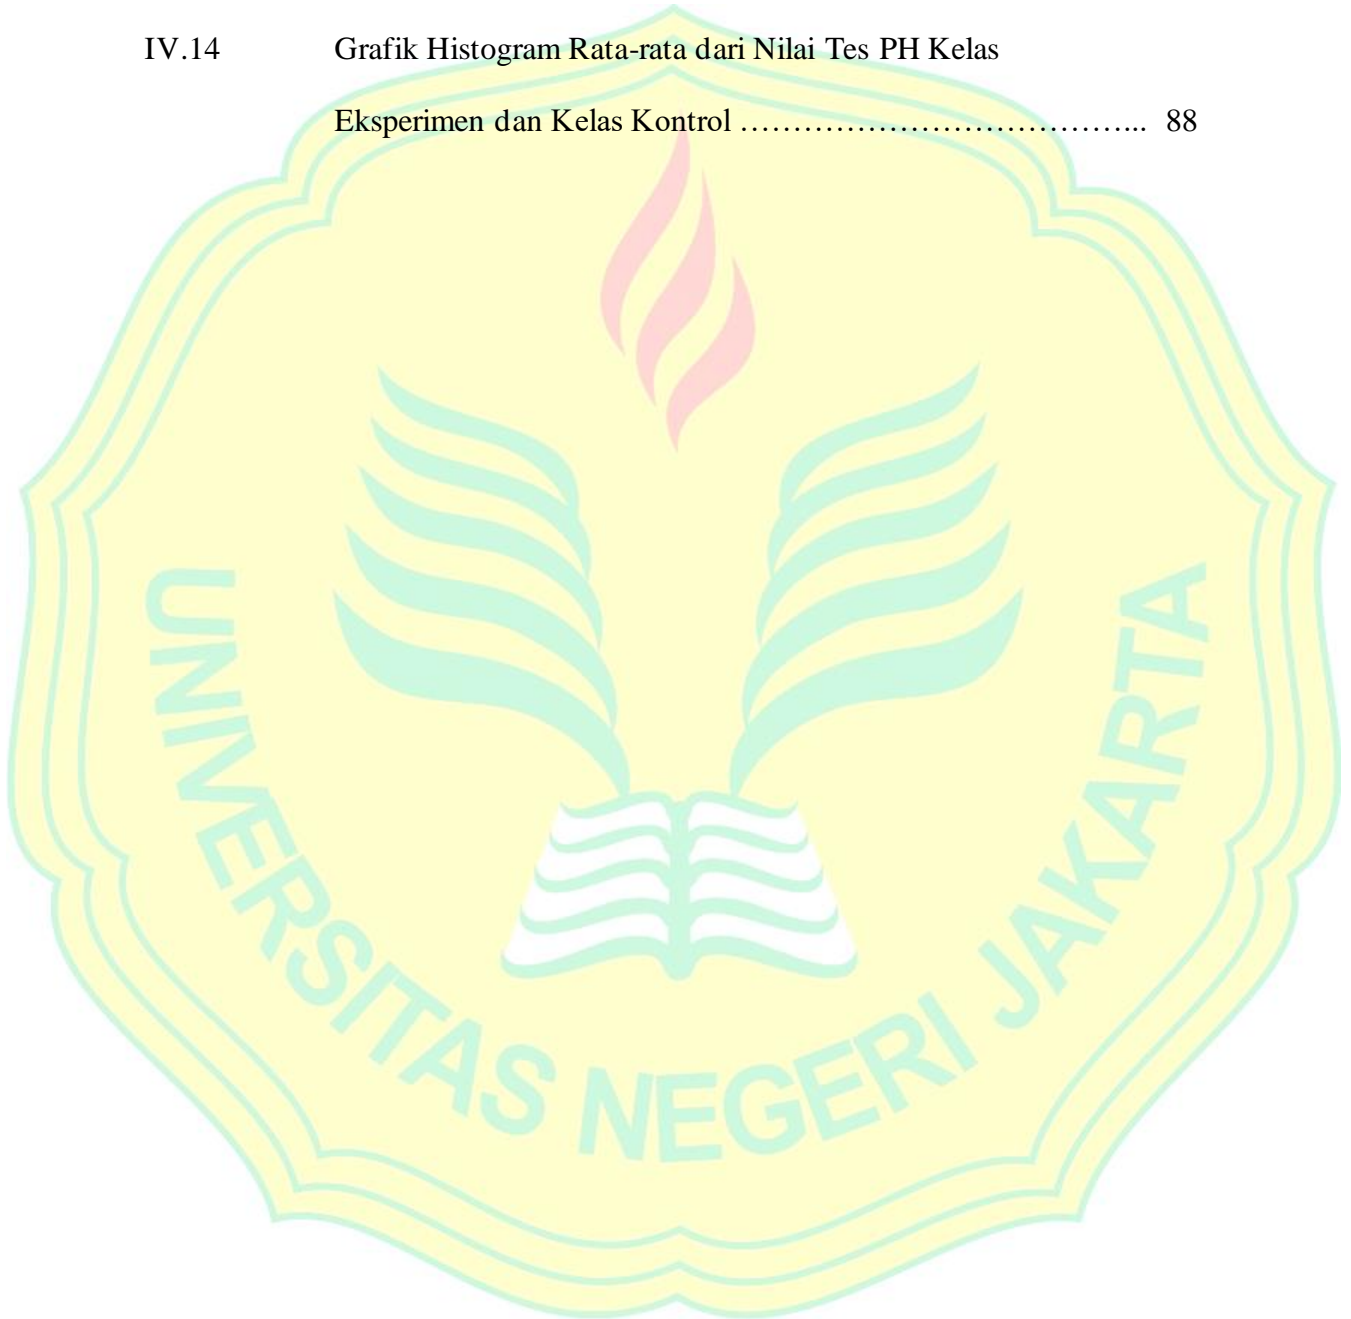 IV.14 Grafik Histogram Rata-rata dari Nilai Tes PH Kelas
Eksperimen dan Kelas Kontrol ………………………………... 88
UNIVERSITAS NEGERI JAKARTA